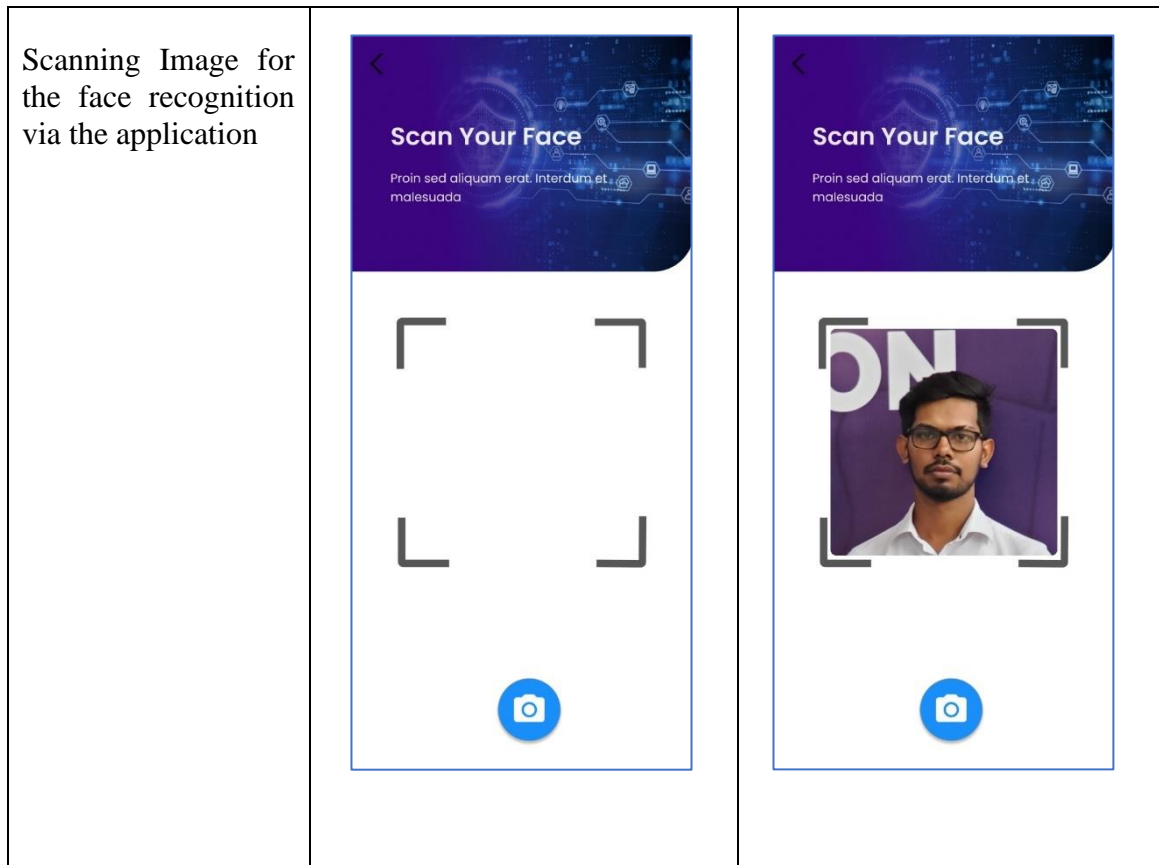 Scanning Image for
the face recognition
via the application
Scan Your Face
Proin sed aliquam erat. Interdum et
malesuada
Scan Your Face
Proin sed aliquam erat. Interdum et
malesuada
ON